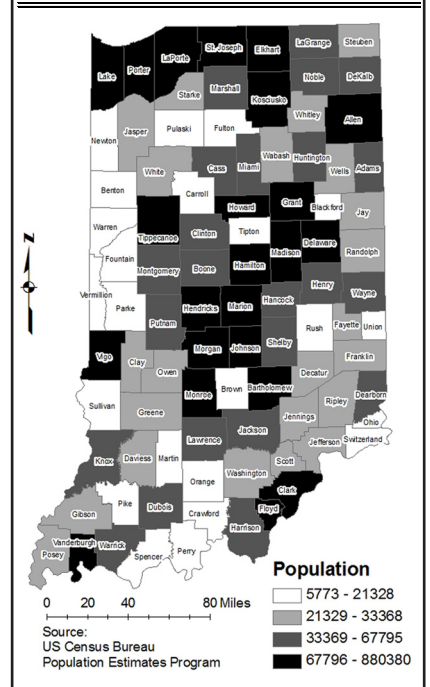 LaGrange
Steuben
St. Joseph
Elkhart
LaPorte
Porter
Lake
Noble
DeKalb
Marshall
Starke
Kosciusko
Whitley
Allen
Jasper
Pulaski
Fulton
Newton
Wabash
Huntington
Cass
Miami
Wells
Adams
White
Benton
Carroll
Howard
Grant
Blackford
Jay
Warren
Tippecanoe
Clinton
Tipton
Delaware
Madison
Randolph
Fountain
Hamilton
Montgomery
Boone
Henry
Wayne
Vermillion
Hancock
Parke
Hendricks
Marion
Putnam
Rush
Fayette
Union
Shelby
Morgan
Johnson
Vigo
Franklin
Clay
Owen
Decatur
Monroe
Brown
Bartholomew
Dearborn
Ripley
Sullivan
Greene
Jennings
Ohio
Jackson
Lawrence
Jefferson
Switzerland
Knox
Daviess
Martin
Scott
Washington
Orange
Clark
Pike
Dubois
Gibson
Crawford
Floyd
Harrison
Vanderburgh
Warrick
Posey
Spencer
Perry
Z
Population
5773 - 21328
21329 - 33368
33369 - 67795
67796 - 880380
0 20 40 80 Miles
Source:
US Census Bureau
Population Estimates Program